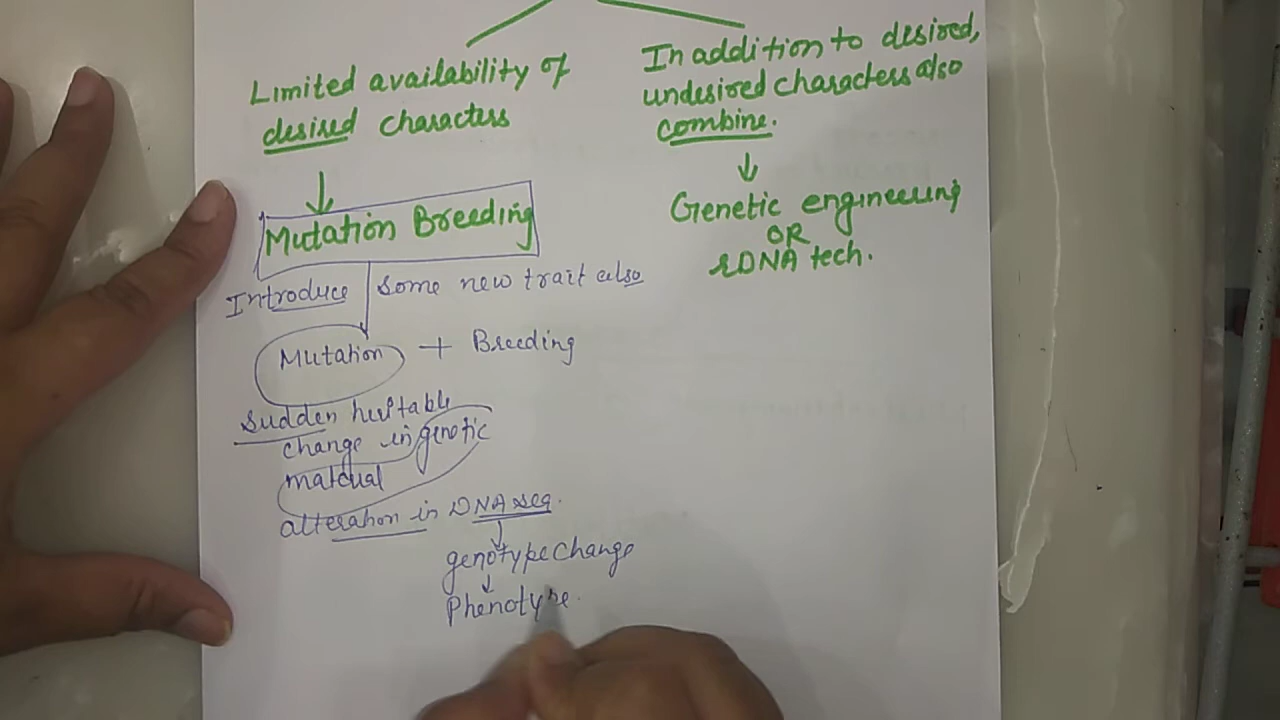 Limited availability of
desired characters
↓
Mutation Breeding
Introduce some new trait also
Mutation + Breeding
sudden heritable
change in genetic
material
alteration in DNA seq.
↓
genotype change
↓
Phenotype.
In addition to desired,
undesired characters also
combine.
↓
Genetic engineering
OR
rDNA tech.